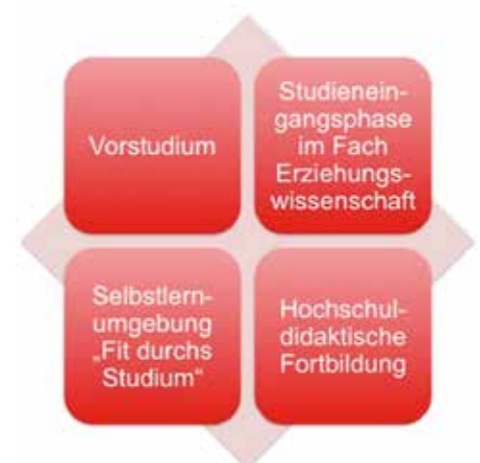 Vorstudium
Studienein-
gangsphase
im Fach
Erziehungs-
wissenschaft
Selbstlern-
umgebung
„Fit durchs
Studium“
Hochschul-
didaktische
Fortbildung